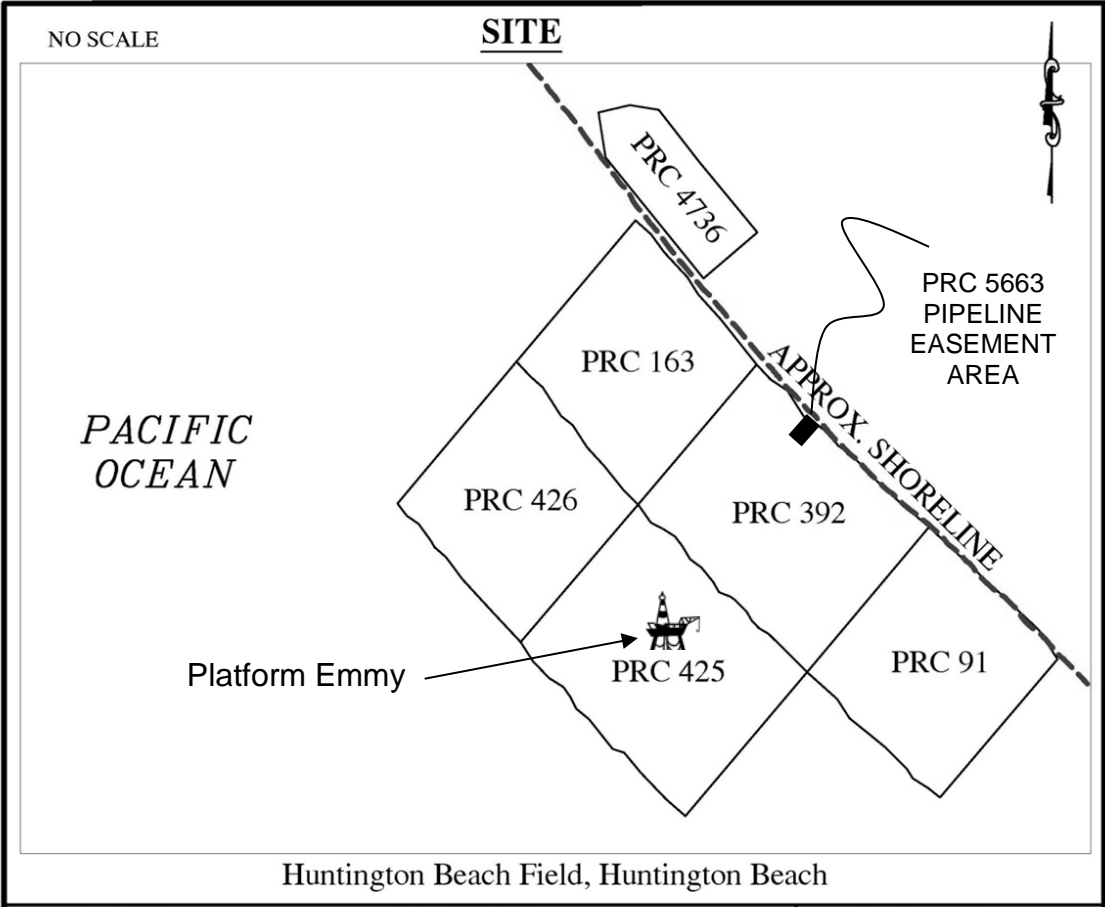 NO SCALE
SITE
PRC 4736
PRC 5663
PIPELINE
EASEMENT
AREA
PRC 163
APPROX. SHORELINE
PACIFIC
OCEAN
PRC 426
PRC 392
Platform Emmy
PRC 425
PRC 91
Huntington Beach Field, Huntington Beach